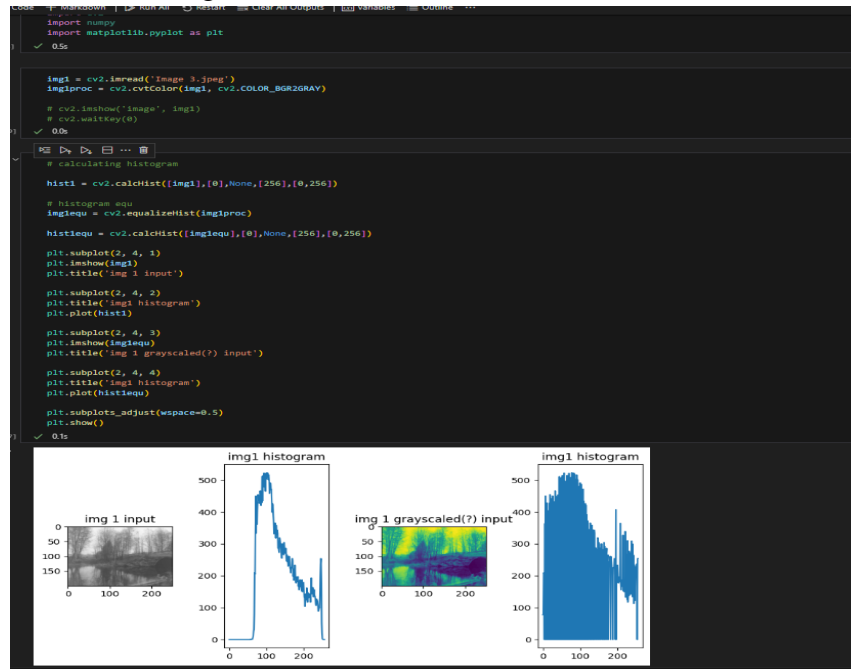 Code + Markdown | Run All Restart Clear All Outputs | Variables Outline ...
import numpy
import matplotlib.pyplot as plt
✓ 0.5s
img1 = cv2.imread('Image 3.jpeg')
img1proc = cv2.cvtColor(img1, cv2.COLOR_BGR2GRAY)
# cv2.imshow('image', img1)
# cv2.waitKey(0)
✓ 0.0s
# calculating histogram
hist1 = cv2.calcHist([img1],[0],None,[256],[0,256])
# histogram equ
img1equ = cv2.equalizeHist(img1proc)
hist1equ = cv2.calcHist([img1equ],[0],None,[256],[0,256])
plt.subplot(2, 4, 1)
plt.imshow(img1)
plt.title('img 1 input')
plt.subplot(2, 4, 2)
plt.title('img1 histogram')
plt.plot(hist1)
plt.subplot(2, 4, 3)
plt.imshow(img1equ)
plt.title('img 1 grayscaled(?) input')
plt.subplot(2, 4, 4)
plt.title('img1 histogram')
plt.plot(hist1equ)
plt.subplots_adjust(wspace=0.5)
plt.show()
✓ 0.1s
img 1 input
0
50
100
150
0 100 200
img1 histogram
500
400
300
200
100
0
0 100 200
img 1 grayscaled(?) input
0
50
100
150
0 100 200
img1 histogram
500
400
300
200
100
0
0 100 200